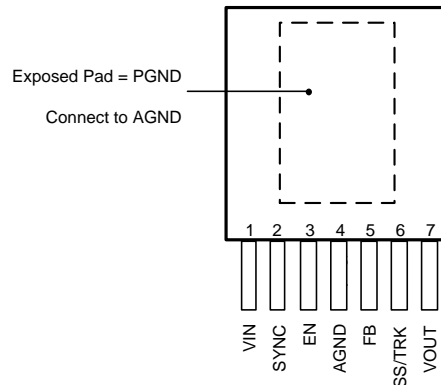 Exposed Pad = PGND
Connect to AGND
1 2 3 4 5 6 7
VIN
SYNC
EN
AGND
FB
SS/TRK
VOUT